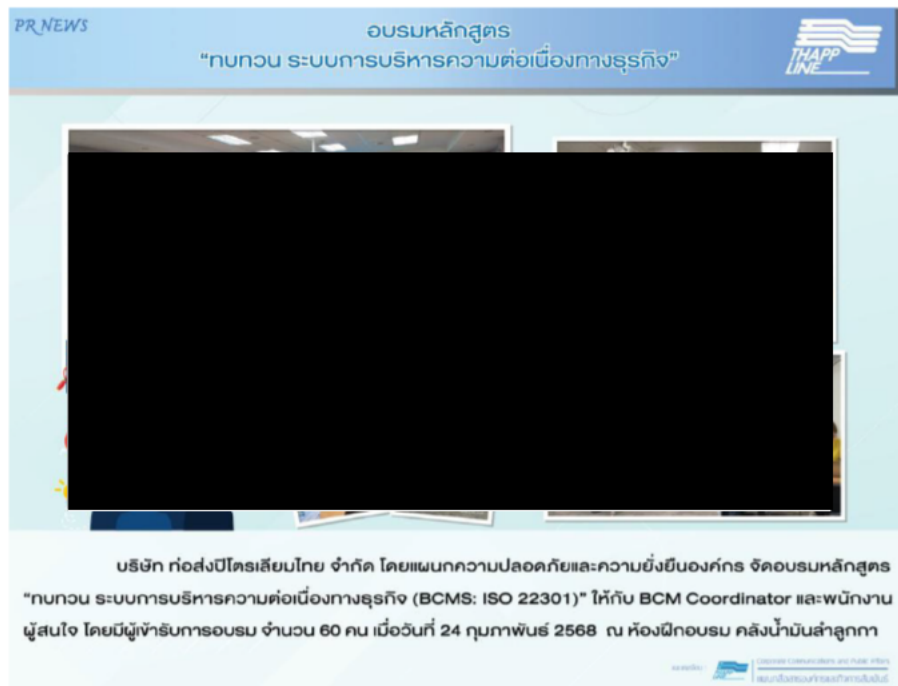 PR NEWS
อบรมหลักสูตร
“ทบทวน ระบบการบริหารความต่อเนื่องทางธุรกิจ”
THAPP
LINE
บริษัท ท่อส่งปิโตรเลียมไทย จำกัด โดยแผนกความปลอดภัยและความยั่งยืนองค์กร จัดอบรมหลักสูตร
“ทบทวน ระบบการบริหารความต่อเนื่องทางธุรกิจ (BCMS: ISO 22301)” ให้กับ BCM Coordinator และพนักงาน
ผู้สนใจ โดยมีผู้เข้ารับการอบรม จำนวน 60 คน เมื่อวันที่ 24 กุมภาพันธ์ 2568 ณ ห้องฝึกอบรม คลังน้ำมันลำลูกกา
Corporate Communications and Public Affairs